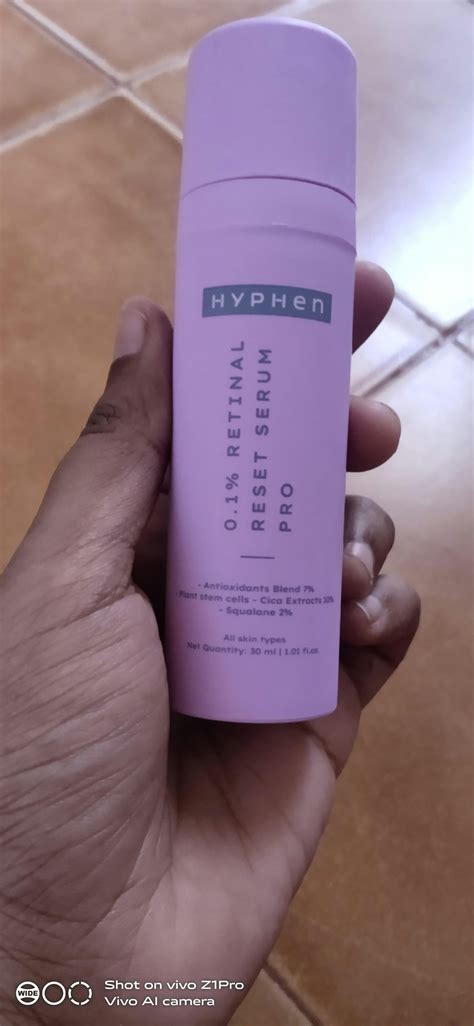 HYPHen
0.1% RETINAL
RESET SERUM
PRO
- Antioxidants Blend 7%
- Plant stem cells - Cica Extracts 10%
- Squalane 2%
All skin types
Net Quantity: 30 ml | 1.01 fl.oz
WIDE
Shot on vivo Z1Pro
Vivo AI camera